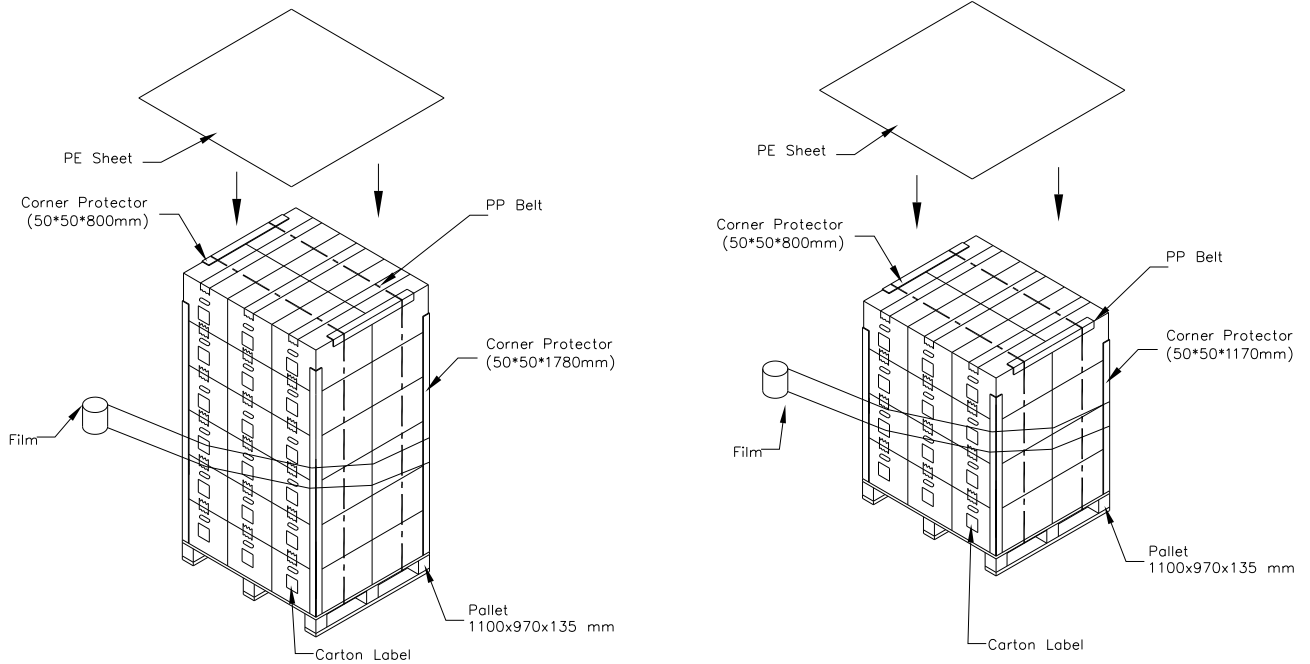 PE Sheet
Corner Protector
(50*50*800mm)
PP Belt
Corner Protector
(50*50*1780mm)
Film
Pallet
1100x970x135 mm
Carton Label
PE Sheet
Corner Protector
(50*50*800mm)
PP Belt
Corner Protector
(50*50*1170mm)
Film
Pallet
1100x970x135 mm
Carton Label